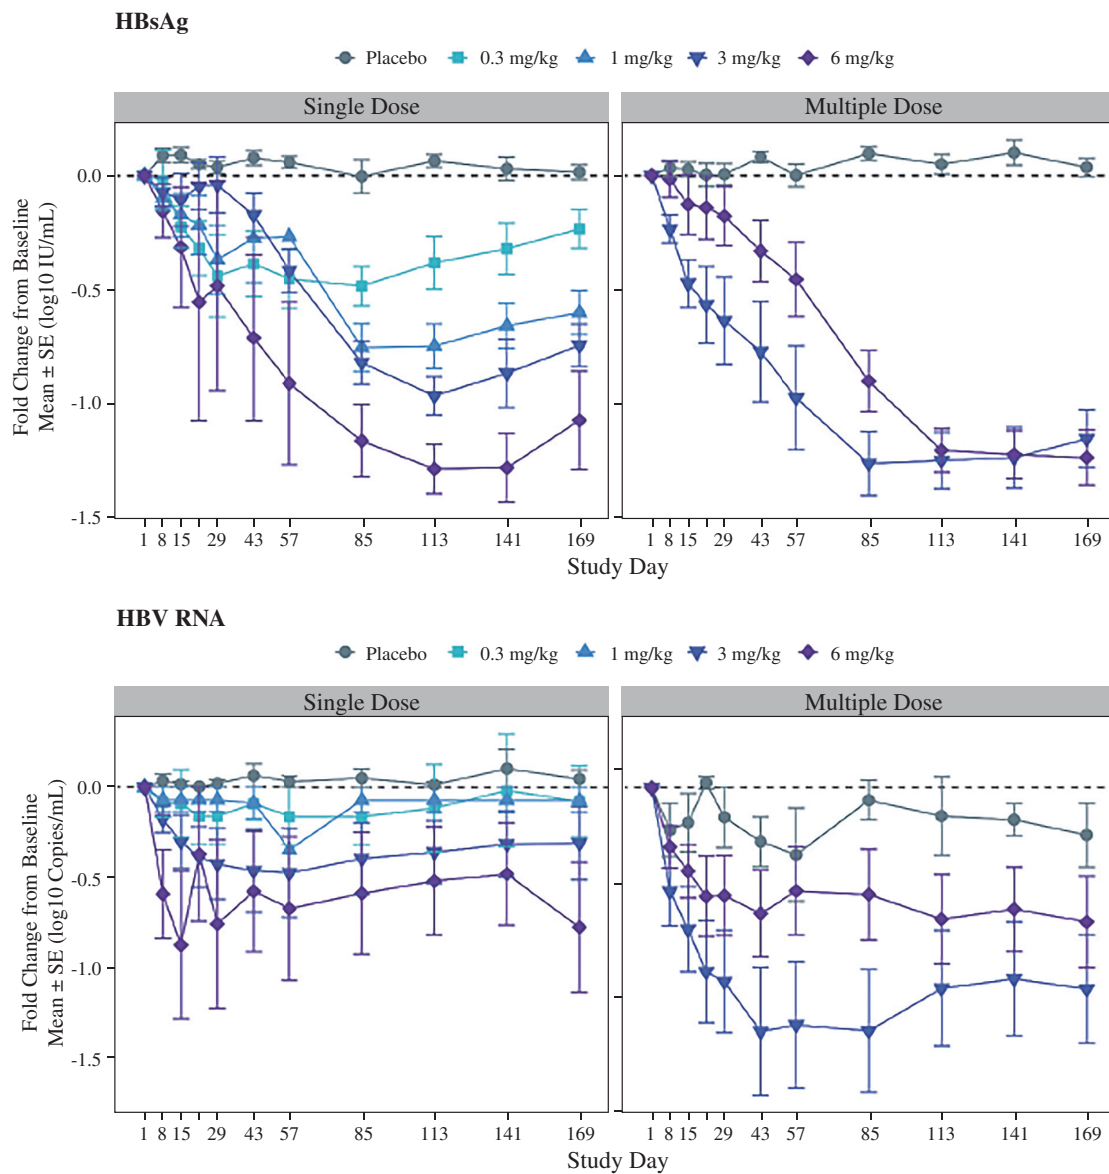 HBsAg
Placebo 0.3 mg/kg 1 mg/kg 3 mg/kg 6 mg/kg
Single Dose Multiple Dose
Fold Change from Baseline
Mean ± SE (log10 IU/mL)
0.0
-0.5
-1.0
-1.5
1 8 15 29 43 57 85 113 141 169 1 8 15 29 43 57 85 113 141 169
Study Day
HBV RNA
Placebo 0.3 mg/kg 1 mg/kg 3 mg/kg 6 mg/kg
Single Dose Multiple Dose
Fold Change from Baseline
Mean ± SE (log10 Copies/mL)
0.0
-0.5
-1.0
-1.5
1 8 15 29 43 57 85 113 141 169 1 8 15 29 43 57 85 113 141 169
Study Day